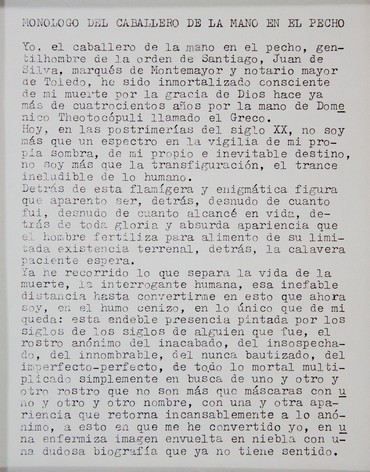 MONOLOGO DEL CABALLERO DE LA MANO EN EL PECHO
Yo, el caballero de la mano en el pecho, gen-
tilhombre de la orden de Santiago, Juan de
Silva, marqués de Montemayor y notario mayor
de Toledo, he sido inmortalizado consciente
de mi muerte por la gracia de Dios hace ya
más de cuatrocientos años por la mano de Dome
nico Theotocópuli llamado el Greco.
Hoy, en las postrimerías del siglo XX, no soy
más que un espectro en la vigilia de mi pro-
pia sombra, de mi propio e inevitable destino,
no soy más que la transfiguración, el trance
ineludible de lo humano.
Detrás de esta flamígera y enigmática figura
que aparento ser, detrás, desnudo de cuanto
fui, desnudo de cuanto alcancé en vida, de-
trás de toda gloria y absurda apariencia que
el hombre fertiliza para alimento de su limi-
tada existencia terrenal, detrás, la calavera
paciente espera.
Ya he recorrido lo que separa la vida de la
muerte, la interrogante humana, esa inefable
distancia hasta convertirme en esto que ahora
soy, en el humo cenizo, en lo único que de mi
queda: esta endeble presencia pintada por los
siglos de los siglos de alguien que fue, el
rostro anónimo del inacabado, del insospecha-
do, del innombrable, del nunca bautizado, del
imperfecto-perfecto, de todo lo mortal multi-
plicado simplemente en busca de uno y otro y
otro rostro que no son más que máscaras con u
no y otro y otro nombre, con una y otra apa-
riencia que retorna incansablemente a lo anó-
nimo, a esto en que me he convertido yo, en u
na enfermiza imagen envuelta en niebla con u-
na dudosa biografía que ya no tiene sentido.